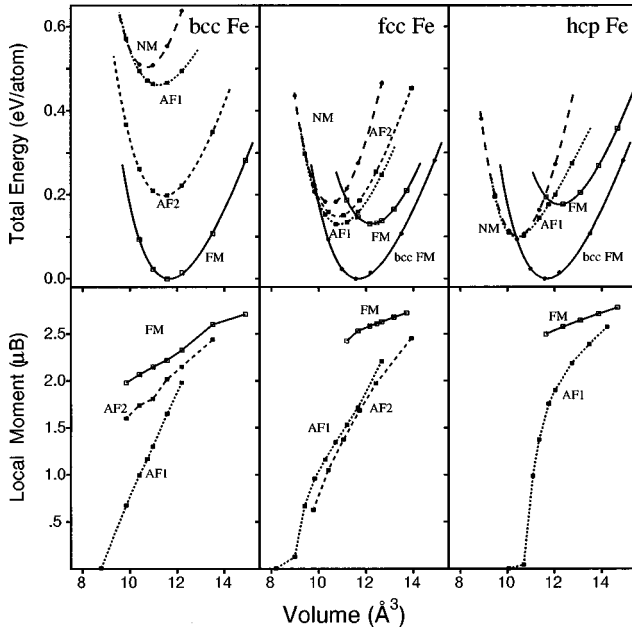 bcc Fe
fcc Fe
hcp Fe
Total Energy (eV/atom)
0.6
0.4
0.2
0.0
NM
AF1
AF2
FM
NM
AF2
AF1
FM
bcc FM
NM
AF1
FM
bcc FM
Local Moment (μB)
2.5
2.0
1.5
1.0
.5
FM
AF2
AF1
FM
AF1
AF2
FM
AF1
8 10 12 14
8 10 12 14
8 10 12 14
Volume (Å³)